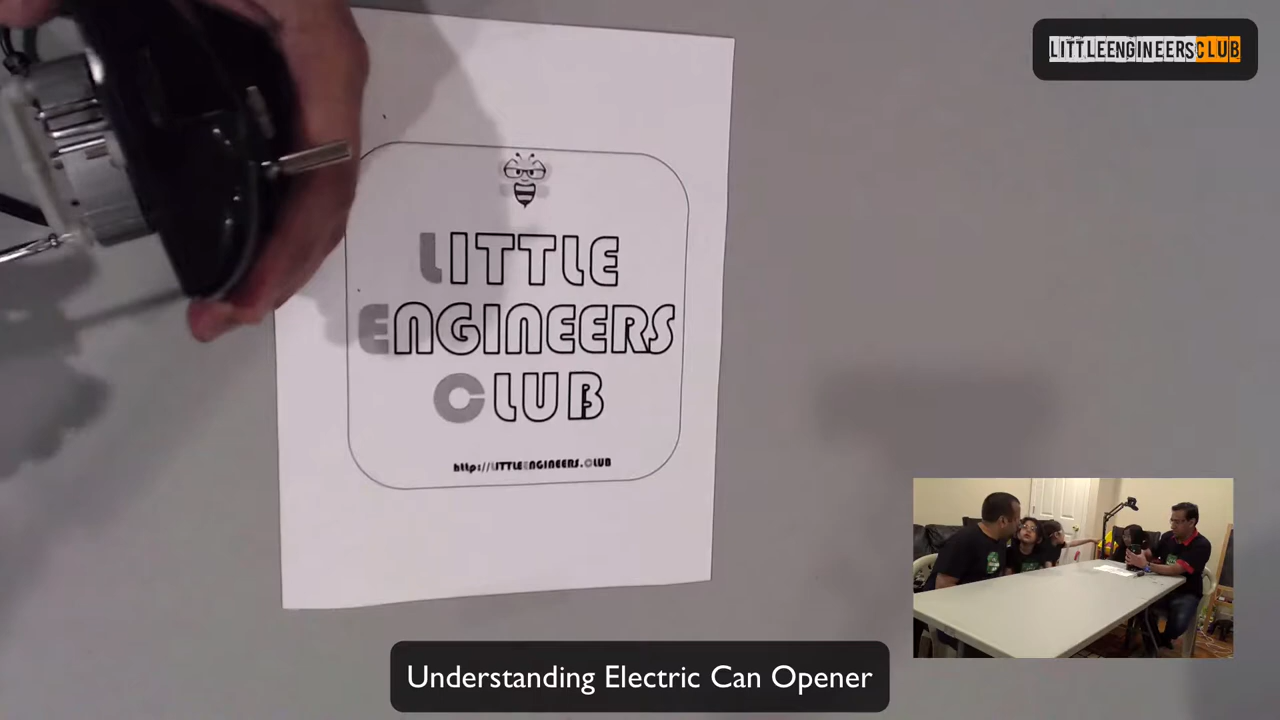 LITTLEENGINEERSCLUB
LITTLE
ENGINEERS
CLUB
http://LITTLEENGINEERS.CLUB
Understanding Electric Can Opener